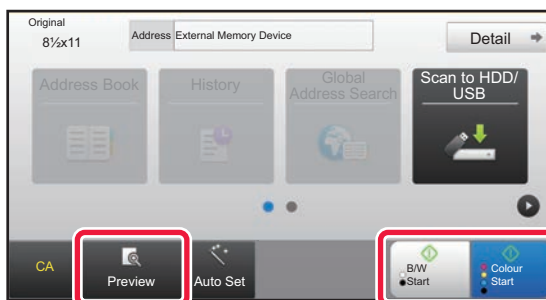 Original
8½x11
Address External Memory Device
Detail
Address Book
History
Global
Address Search
Scan to HDD/
USB
CA
Preview
Auto Set
B/W
Start
Colour
Start